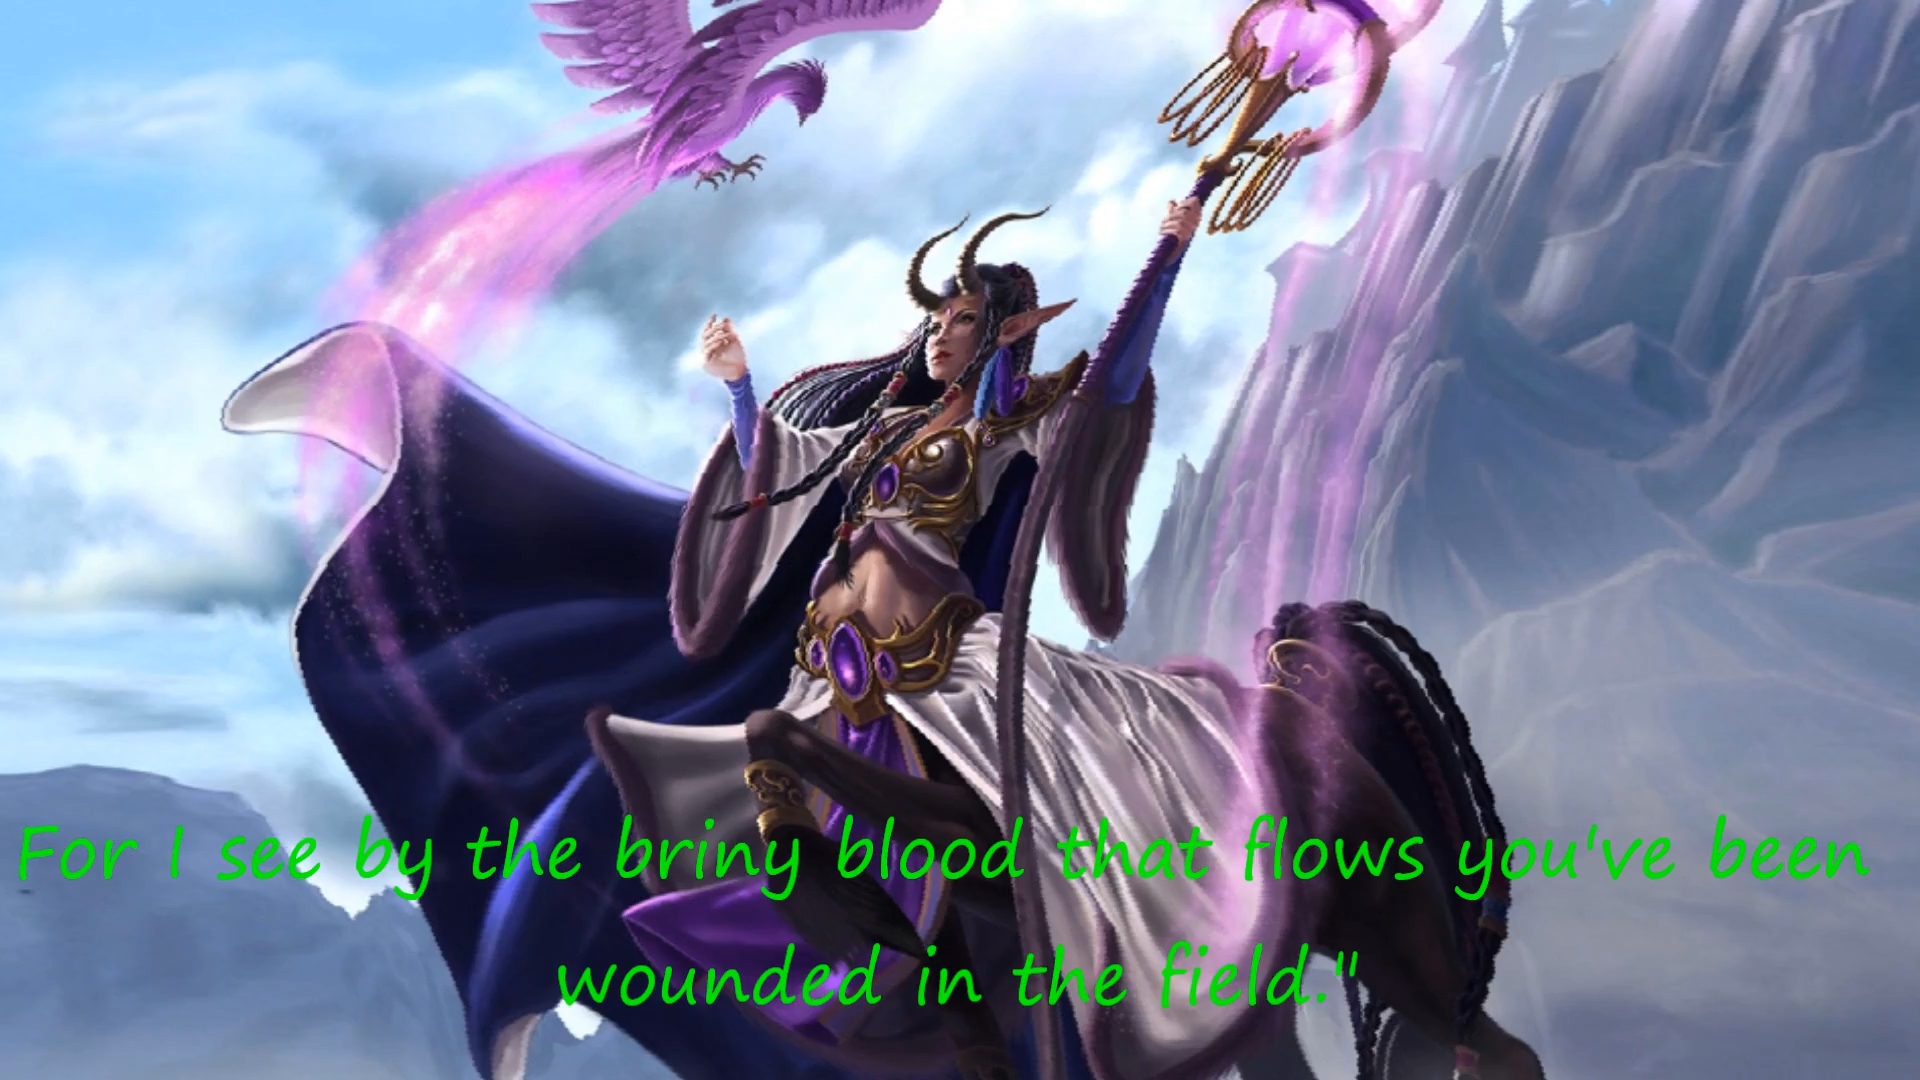 For I see by the briny blood that flows you've been
wounded in the field."